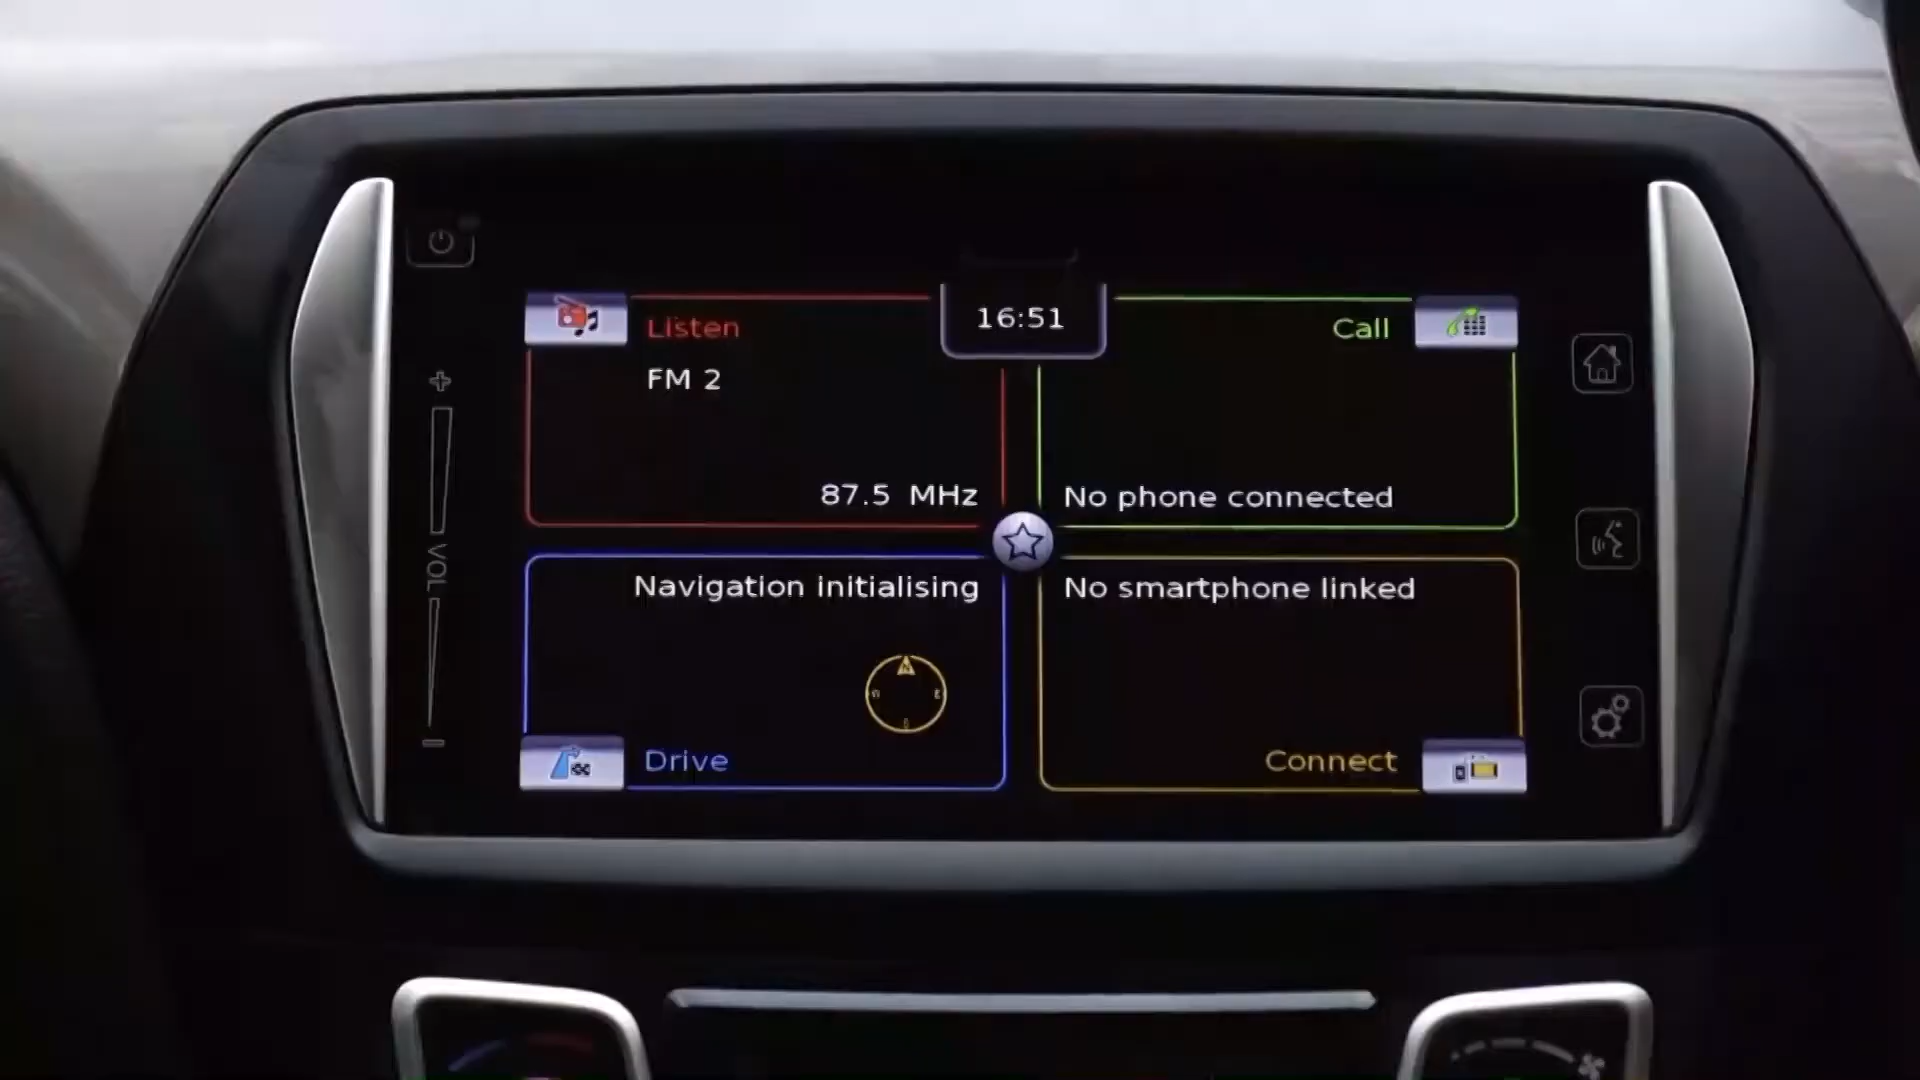 16:51
Listen
FM 2
87.5 MHz
Call
No phone connected
VOL
Navigation initialising
N
Drive
No smartphone linked
Connect